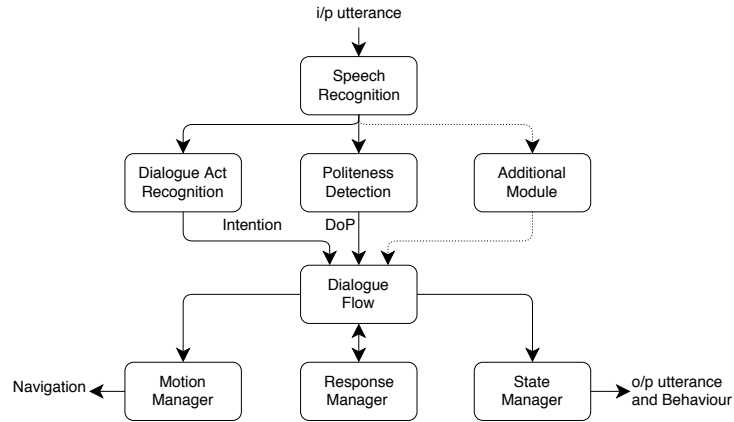 i/p utterance
Speech
Recognition
Dialogue Act
Recognition
Politeness
Detection
Additional
Module
Intention
DoP
Dialogue
Flow
Navigation
Motion
Manager
Response
Manager
State
Manager
o/p utterance
and Behaviour